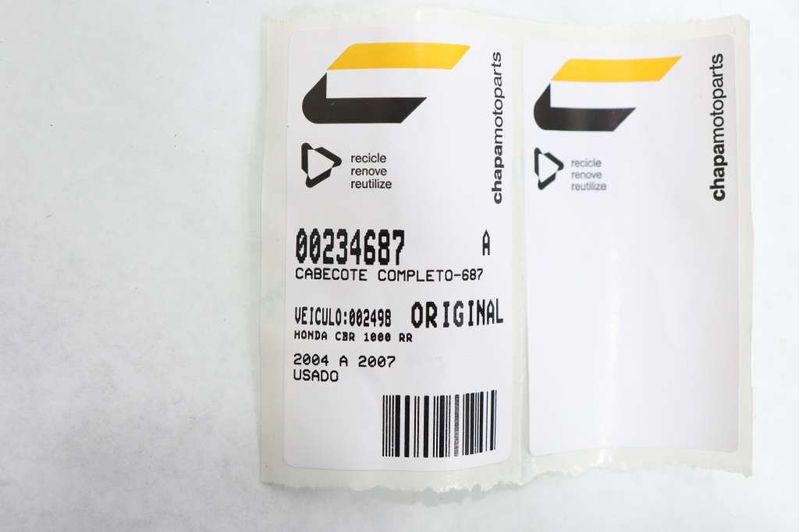 chapamotoparts
recicle
renove
reutilize
00234687 A
CABECOTE COMPLETO-687
VEICULO:002498 ORIGINAL
HONDA CBR 1000 RR
2004 A 2007
USADO
chapamotoparts
recicle
renove
reutilize